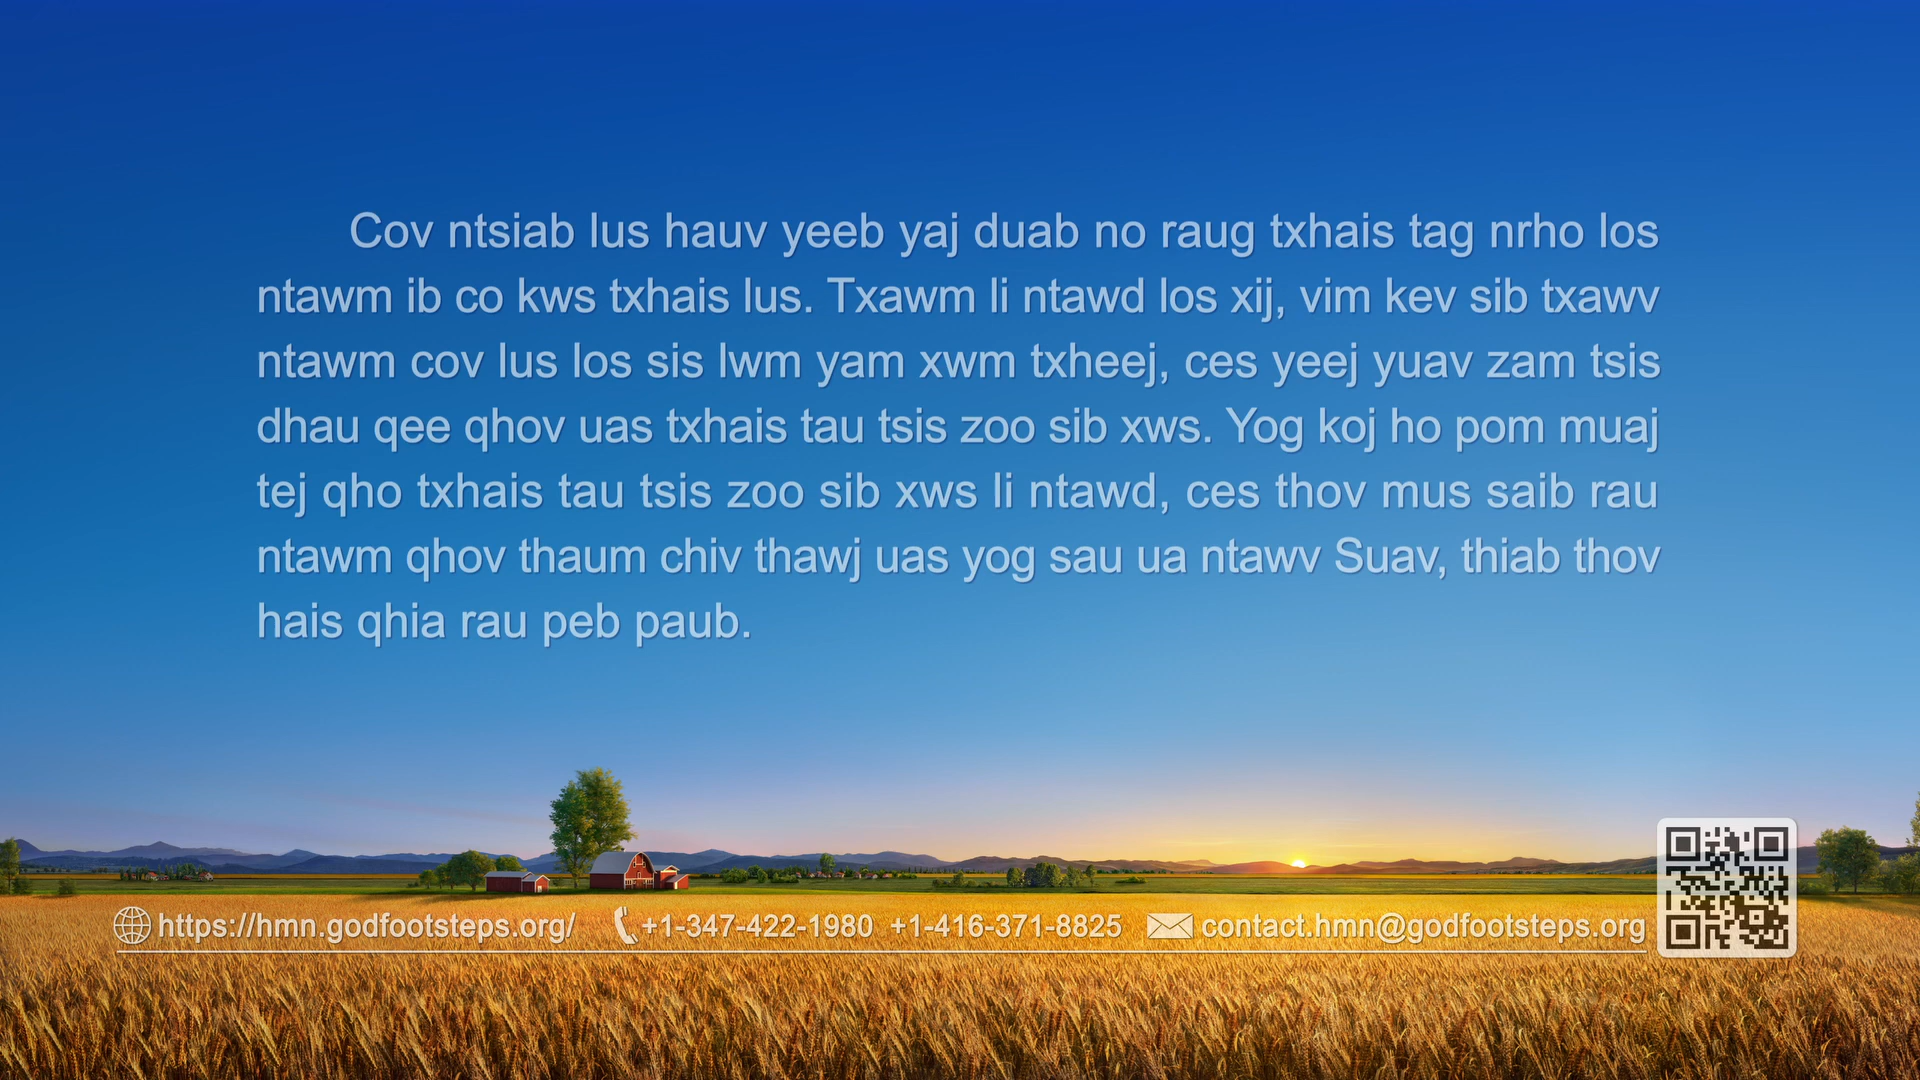 Cov ntsiab lus hauv yeeb yaj duab no raug txhais tag nrho los
ntawm ib co kws txhais lus. Txawm li ntawd los xij, vim kev sib txawv
ntawm cov lus los sis lwm yam xwm txheej, ces yeej yuav zam tsis
dhau qee qhov uas txhais tau tsis zoo sib xws. Yog koj ho pom muaj
tej qho txhais tau tsis zoo sib xws li ntawd, ces thov mus saib rau
ntawm qhov thaum chiv thawj uas yog sau ua ntawv Suav, thiab thov
hais qhia rau peb paub.
https://hmn.godfootsteps.org/ +1-347-422-1980 +1-416-371-8825 contact.hmn@godfootsteps.org